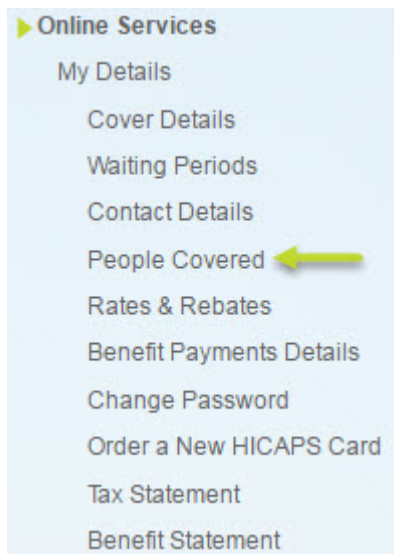 Online Services
My Details
Cover Details
Waiting Periods
Contact Details
People Covered
Rates & Rebates
Benefit Payments Details
Change Password
Order a New HICAPS Card
Tax Statement
Benefit Statement